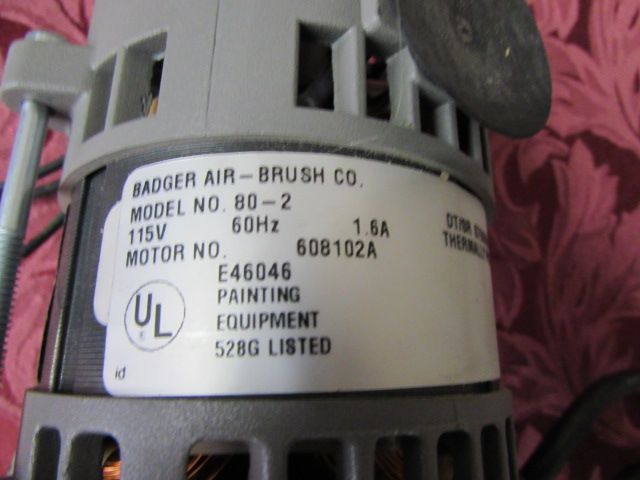 BADGER AIR-BRUSH CO.
MODEL NO. 80-2
115V 60Hz 1.6A
MOTOR NO. 608102A
E46046
UL
PAINTING
EQUIPMENT
528G LISTED
id